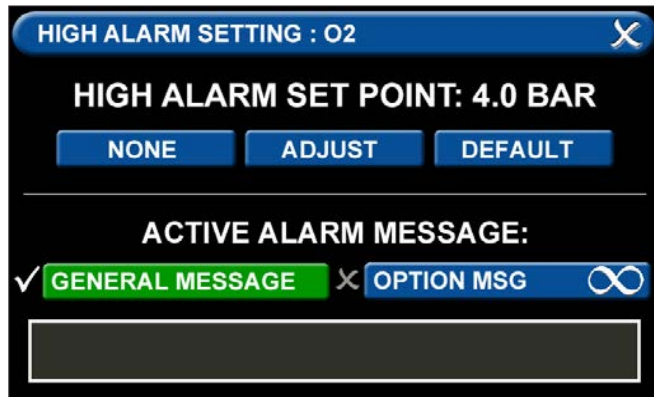 HIGH ALARM SETTING : O2
HIGH ALARM SET POINT: 4.0 BAR
NONE ADJUST DEFAULT
ACTIVE ALARM MESSAGE:
GENERAL MESSAGE OPTION MSG